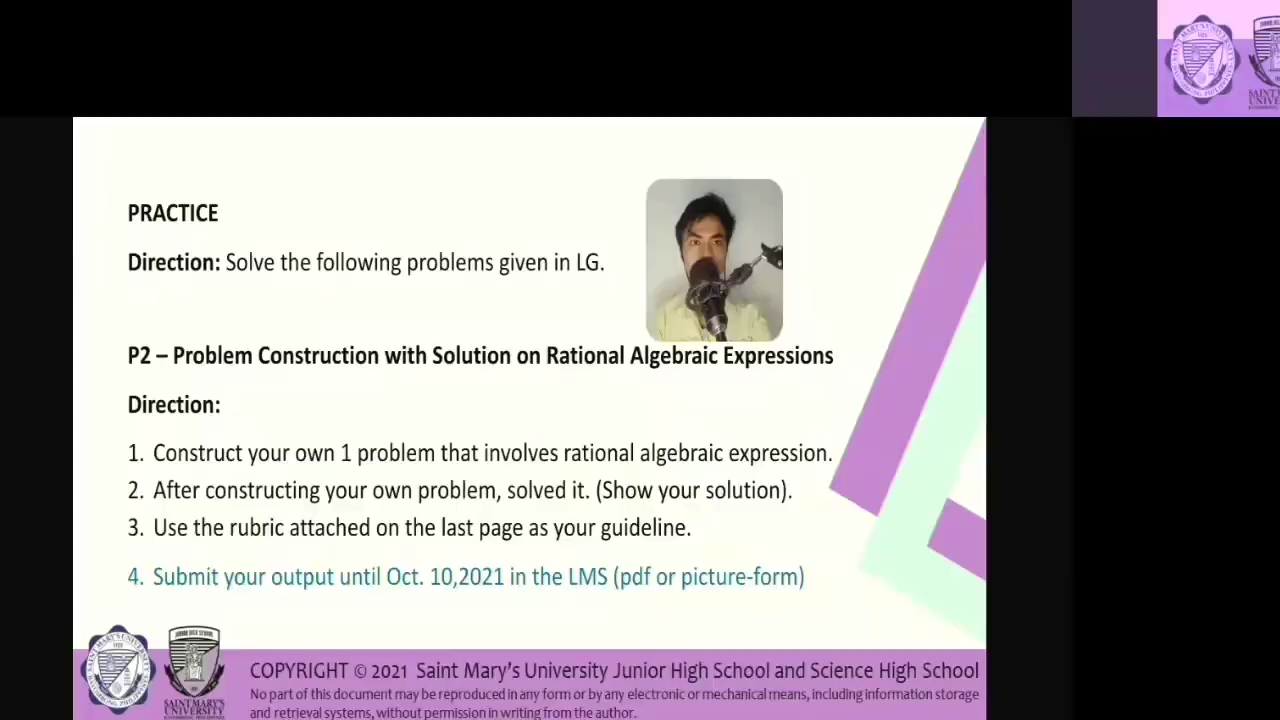 PRACTICE
Direction: Solve the following problems given in LG.
P2 – Problem Construction with Solution on Rational Algebraic Expressions
Direction:
1. Construct your own 1 problem that involves rational algebraic expression.
2. After constructing your own problem, solved it. (Show your solution).
3. Use the rubric attached on the last page as your guideline.
4. Submit your output until Oct. 10,2021 in the LMS (pdf or picture-form)
SAINT MARY'S
UNIVERSITY
COPYRIGHT © 2021 Saint Mary's University Junior High School and Science High School
No part of this document may be reproduced in any form or by any electronic or mechanical means, including information storage
and retrieval systems, without permission in writing from the author.